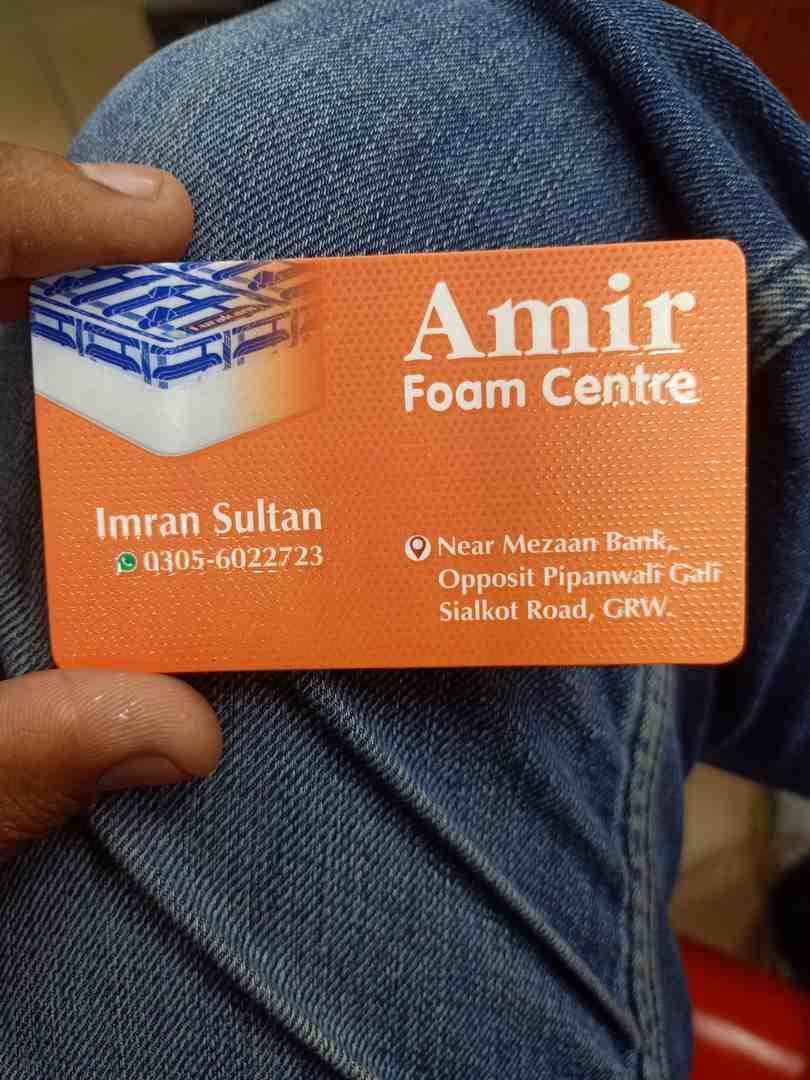 Amir
Foam Centre
Imran Sultan
0305-6022723
Near Mezaan Bank,
Opposit Pipanwali Gali
Sialkot Road, GRW.